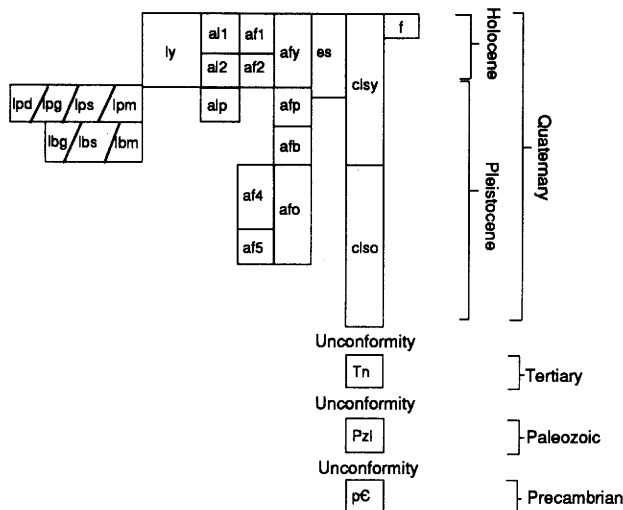 f
ly
al1
af1
afy
es
clsy
Holocene
al2
af2
lpd
lpg
lps
lpm
alp
afp
lbg
lbs
lbm
afb
Pleistocene
Quaternary
af4
afo
af5
clso
Unconformity
Tn
Tertiary
Unconformity
Pzl
Paleozoic
Unconformity
p€
Precambrian